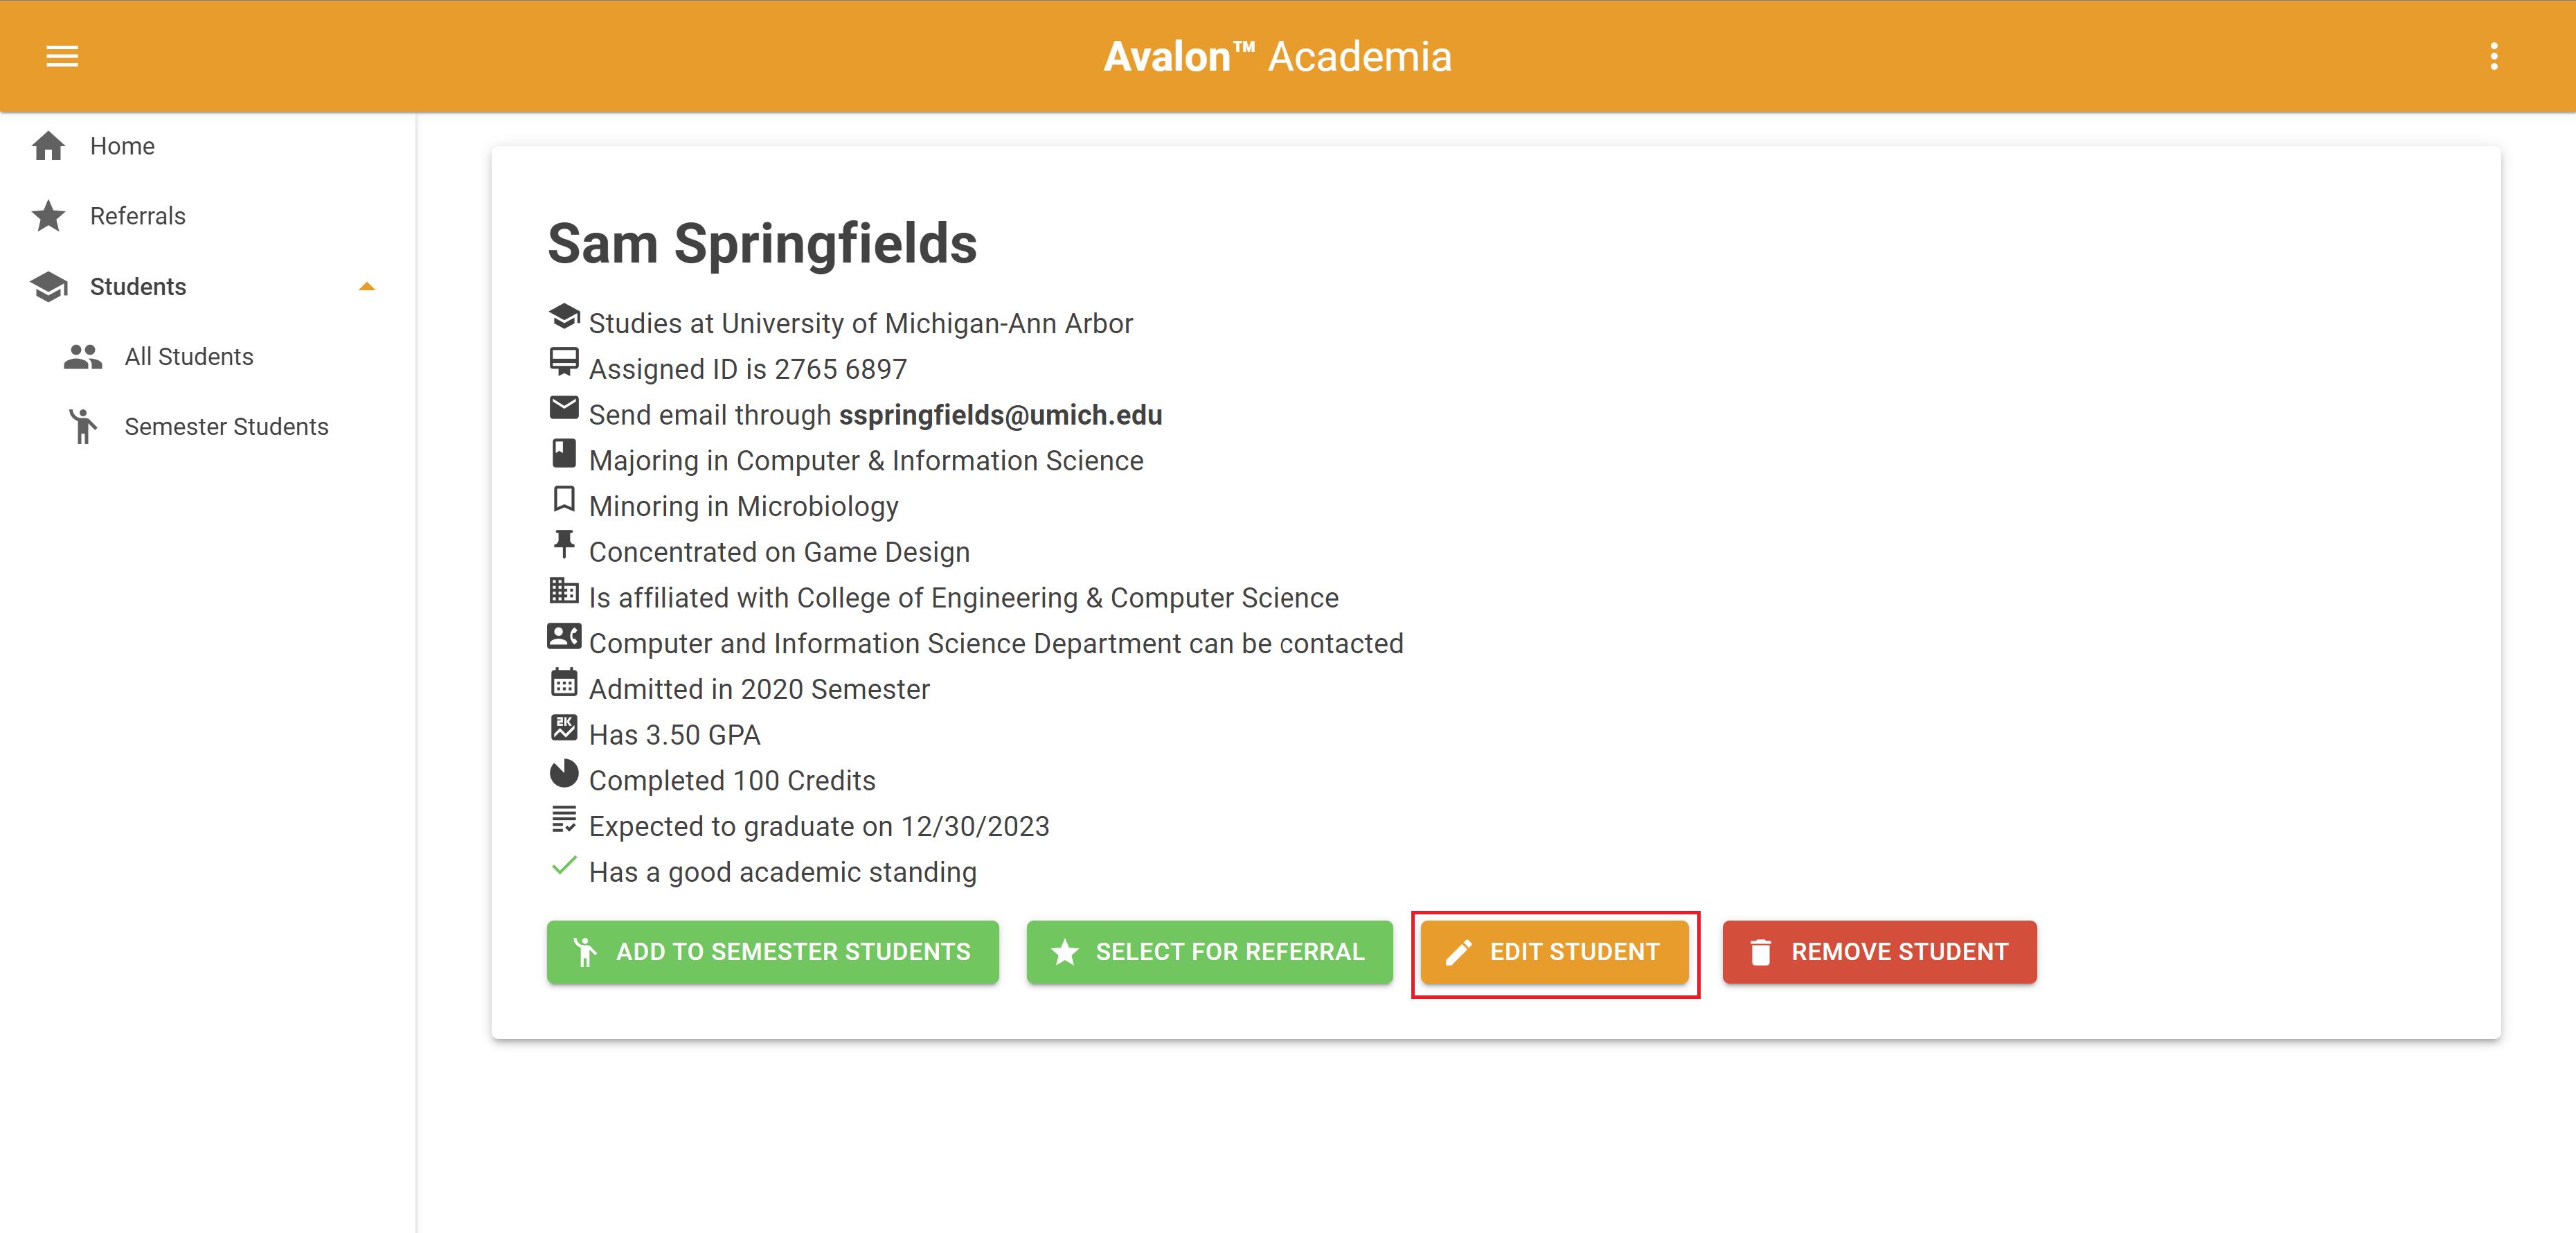 Avalon™ Academia
Home
Referrals
Students
All Students
Semester Students
Sam Springfields
Studies at University of Michigan-Ann Arbor
Assigned ID is 2765 6897
Send email through sspringfields@umich.edu
Majoring in Computer & Information Science
Minoring in Microbiology
Concentrated on Game Design
Is affiliated with College of Engineering & Computer Science
Computer and Information Science Department can be contacted
Admitted in 2020 Semester
2K
Has 3.50 GPA
Completed 100 Credits
Expected to graduate on 12/30/2023
Has a good academic standing
ADD TO SEMESTER STUDENTS
SELECT FOR REFERRAL
EDIT STUDENT
REMOVE STUDENT